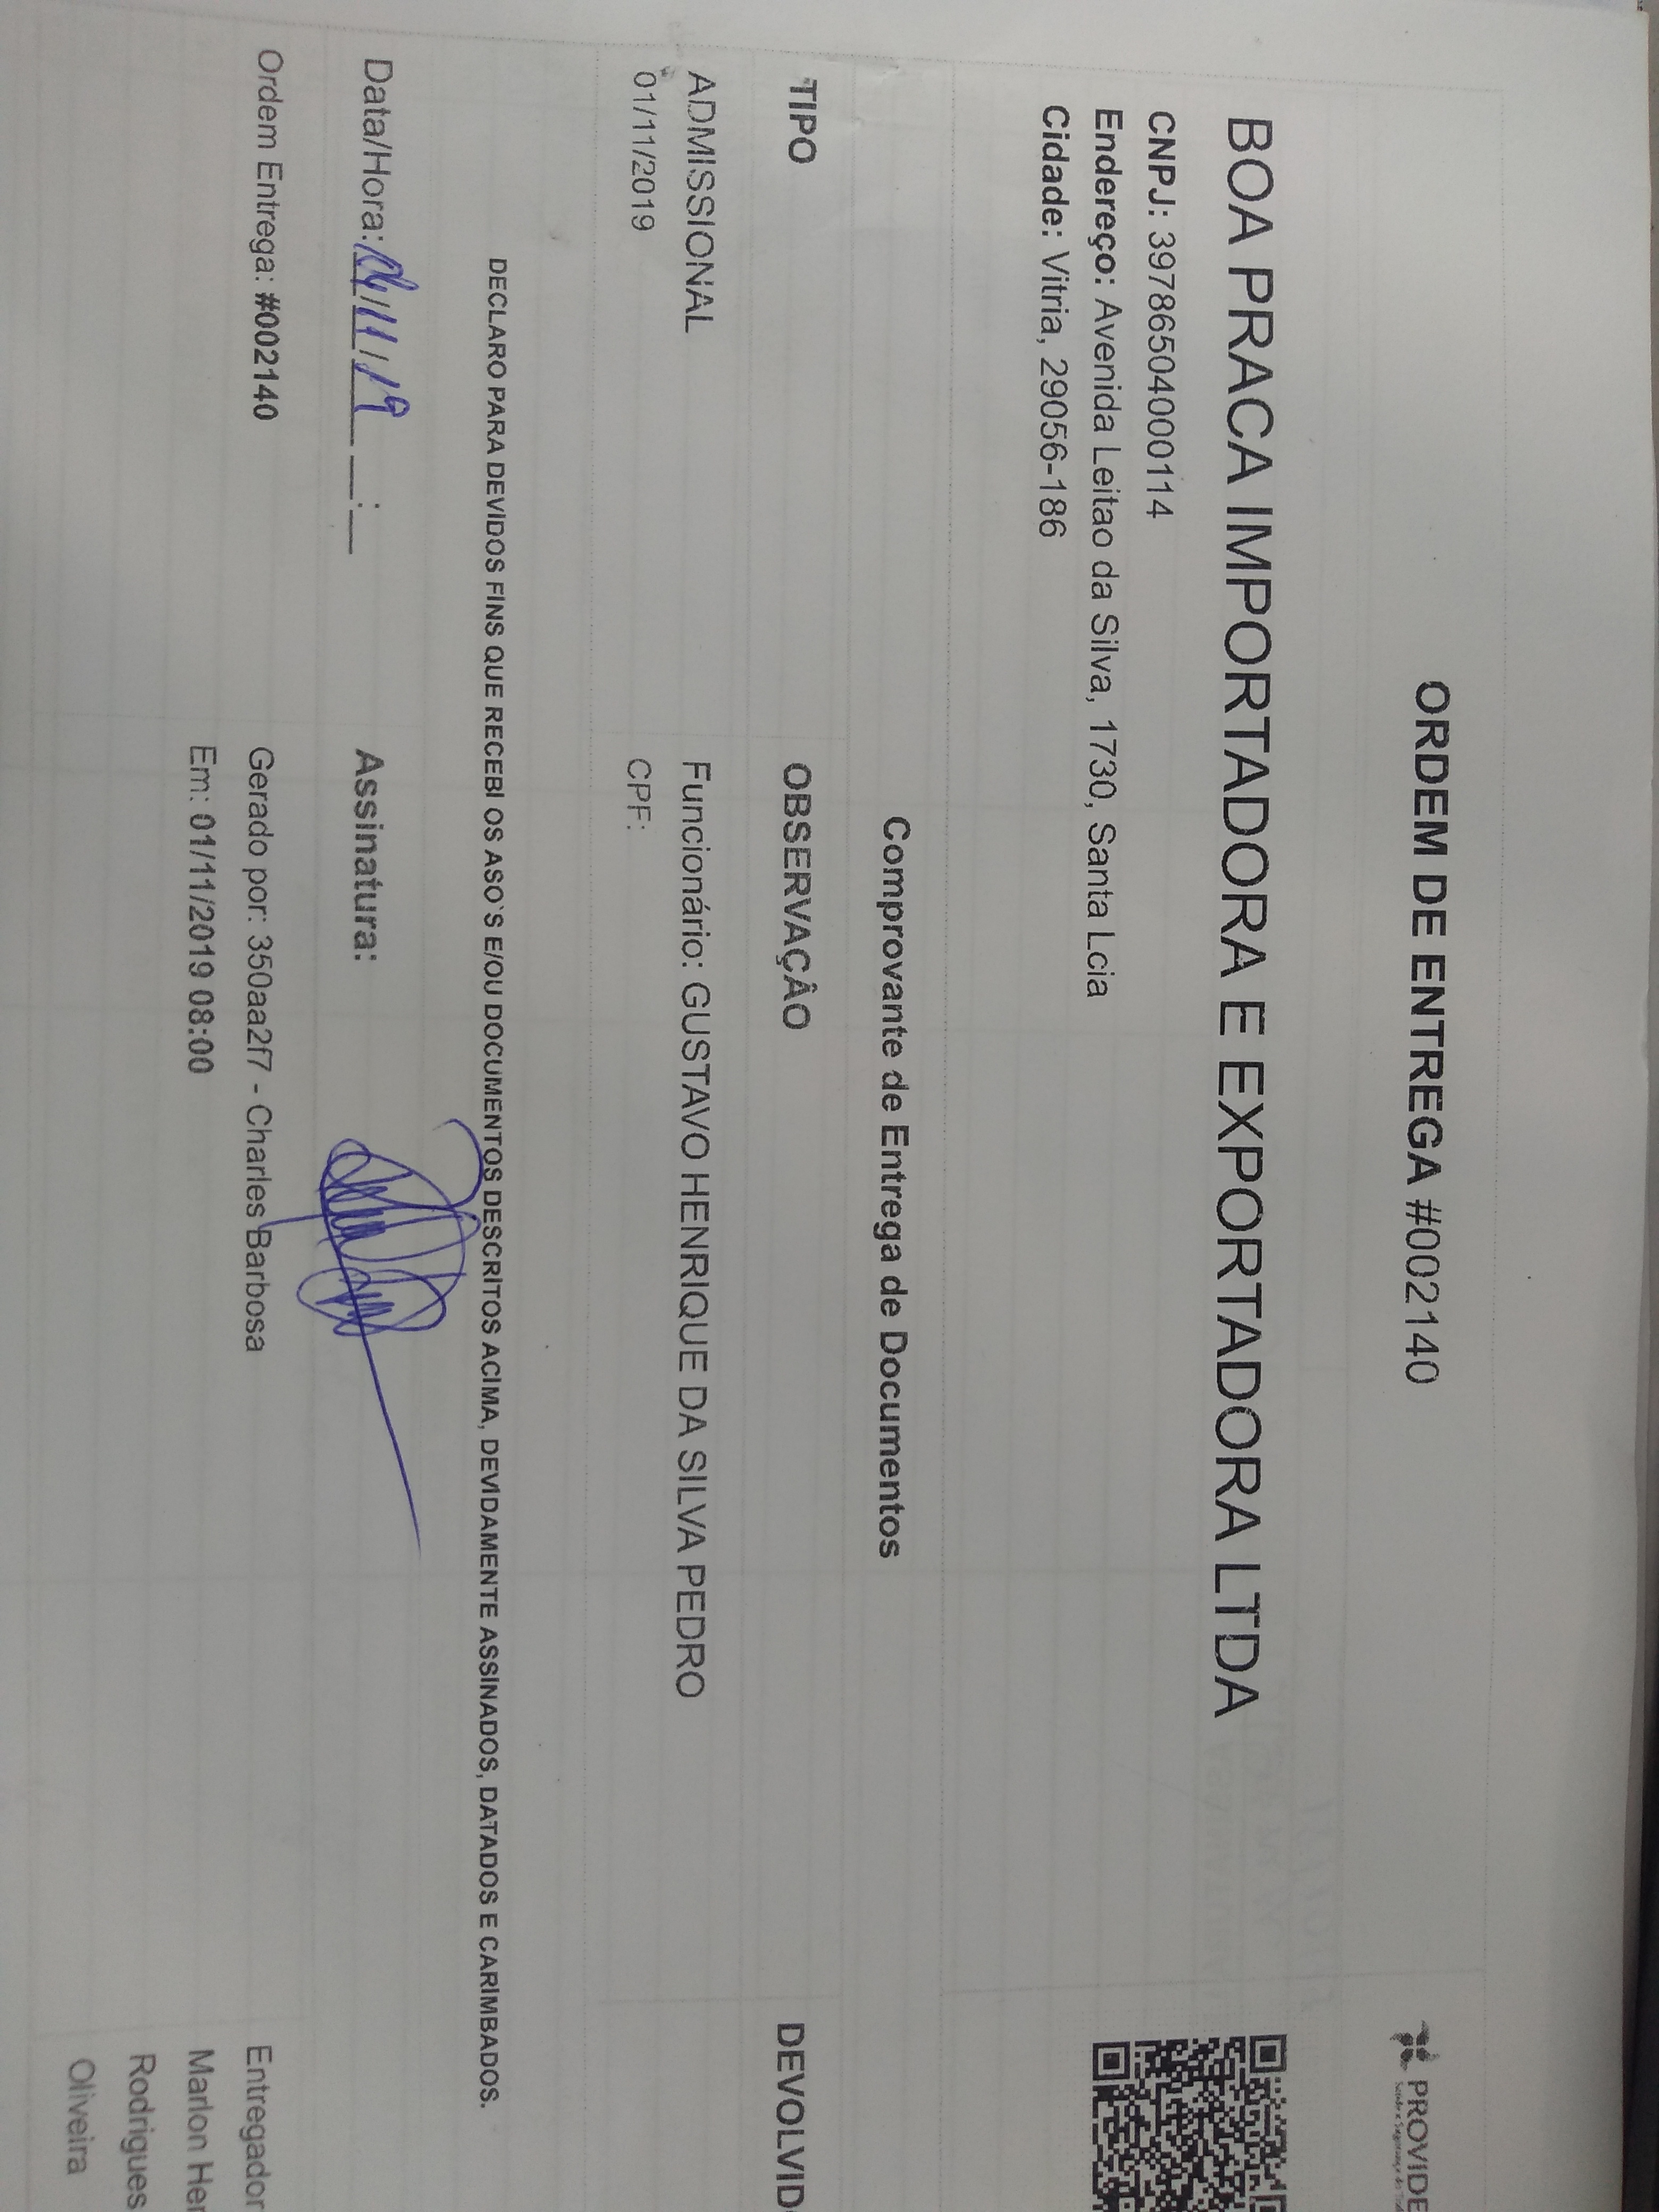 ORDEM DE ENTREGA #002140
PROVIDE
BOA PRACA IMPORTADORA E EXPORTADORA LTDA
CNPJ: 39786504000114
Endereço: Avenida Leitao da Silva, 1730, Santa Lcia
Cidade: Vitria, 29056-186
Comprovante de Entrega de Documentos
TIPO OBSERVAÇÂO DEVOLVID
ADMISSIONAL Funcionário: GUSTAVO HENRIQUE DA SILVA PEDRO
01/11/2019 CPF:
DECLARO PARA DEVIDOS FINS QUE RECEBI OS ASO`S E/OU DOCUMENTOS DESCRITOS ACIMA, DEVIDAMENTE ASSINADOS, DATADOS E CARIMBADOS.
Data/Hora: /11/19 __:__ Assinatura:
Ordem Entrega: #002140 Gerado por: 350aa2f7 - Charles Barbosa Entregador
Em: 01/11/2019 08:00 Marlon Her
Rodrigues
Oliveira